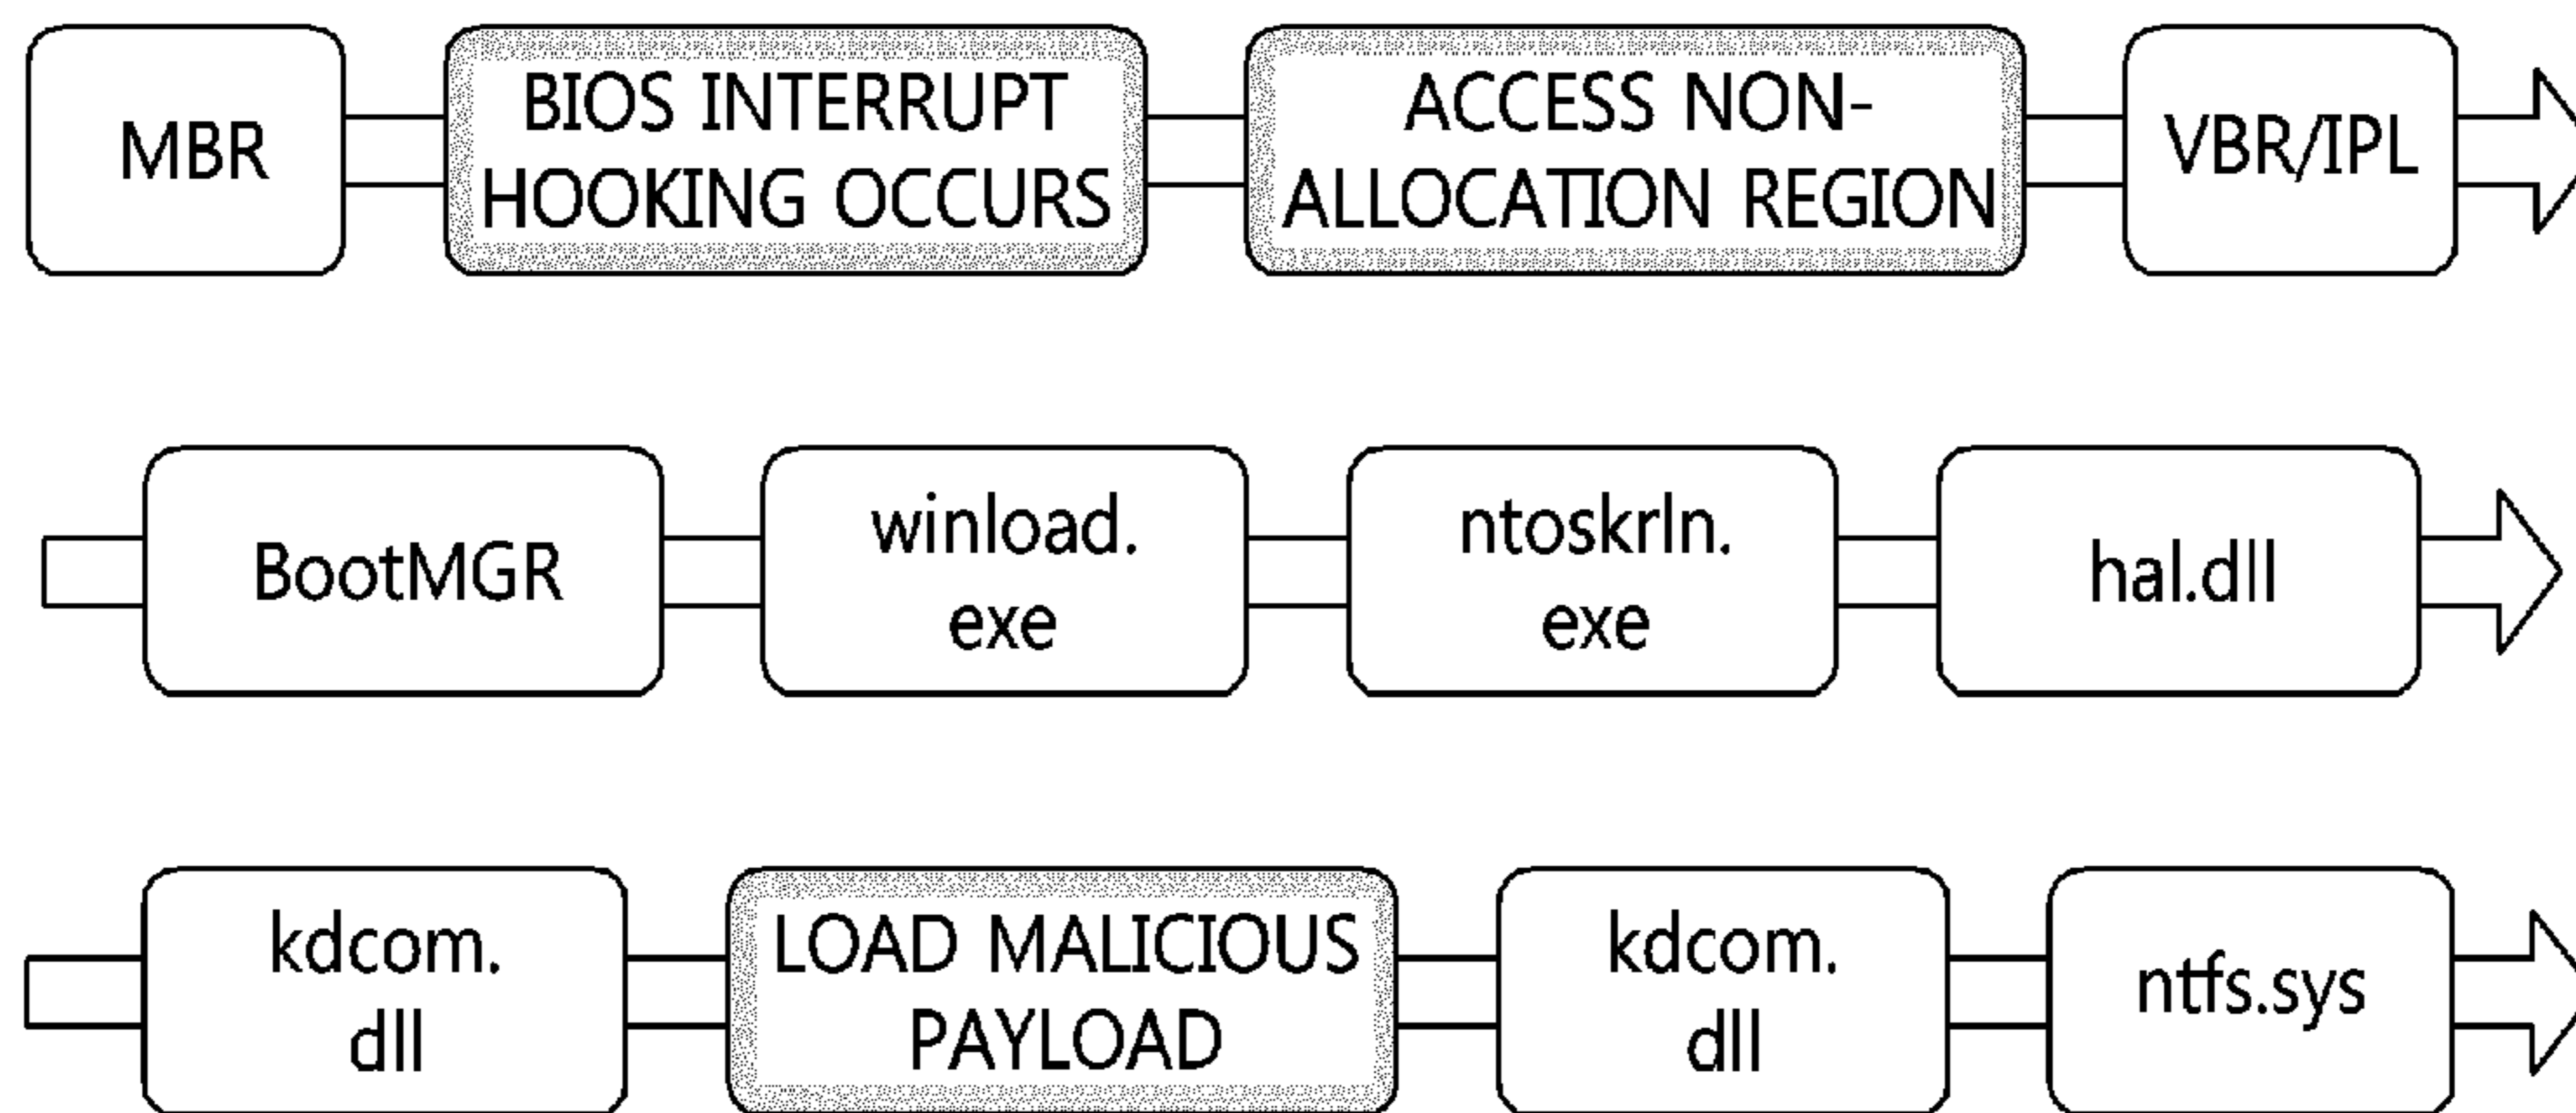 MBR
BIOS INTERRUPT
HOOKING OCCURS
ACCESS NON-
ALLOCATION REGION
VBR/IPL
BootMGR
winload.
exe
ntoskrln.
exe
hal.dll
kdcom.
dll
LOAD MALICIOUS
PAYLOAD
kdcom.
dll
ntfs.sys